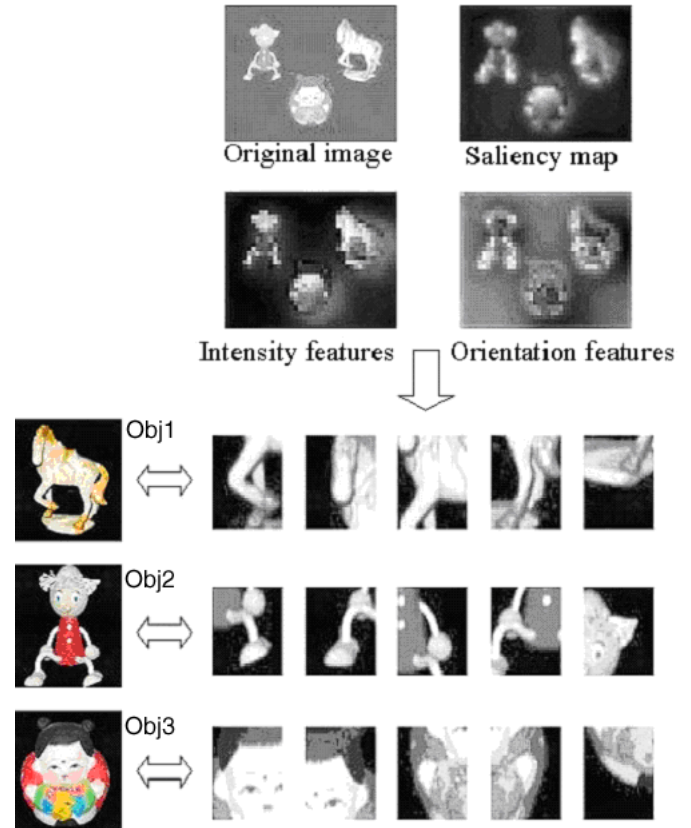 Original image
Saliency map
Intensity features
Orientation features
Obj1
Obj2
Obj3